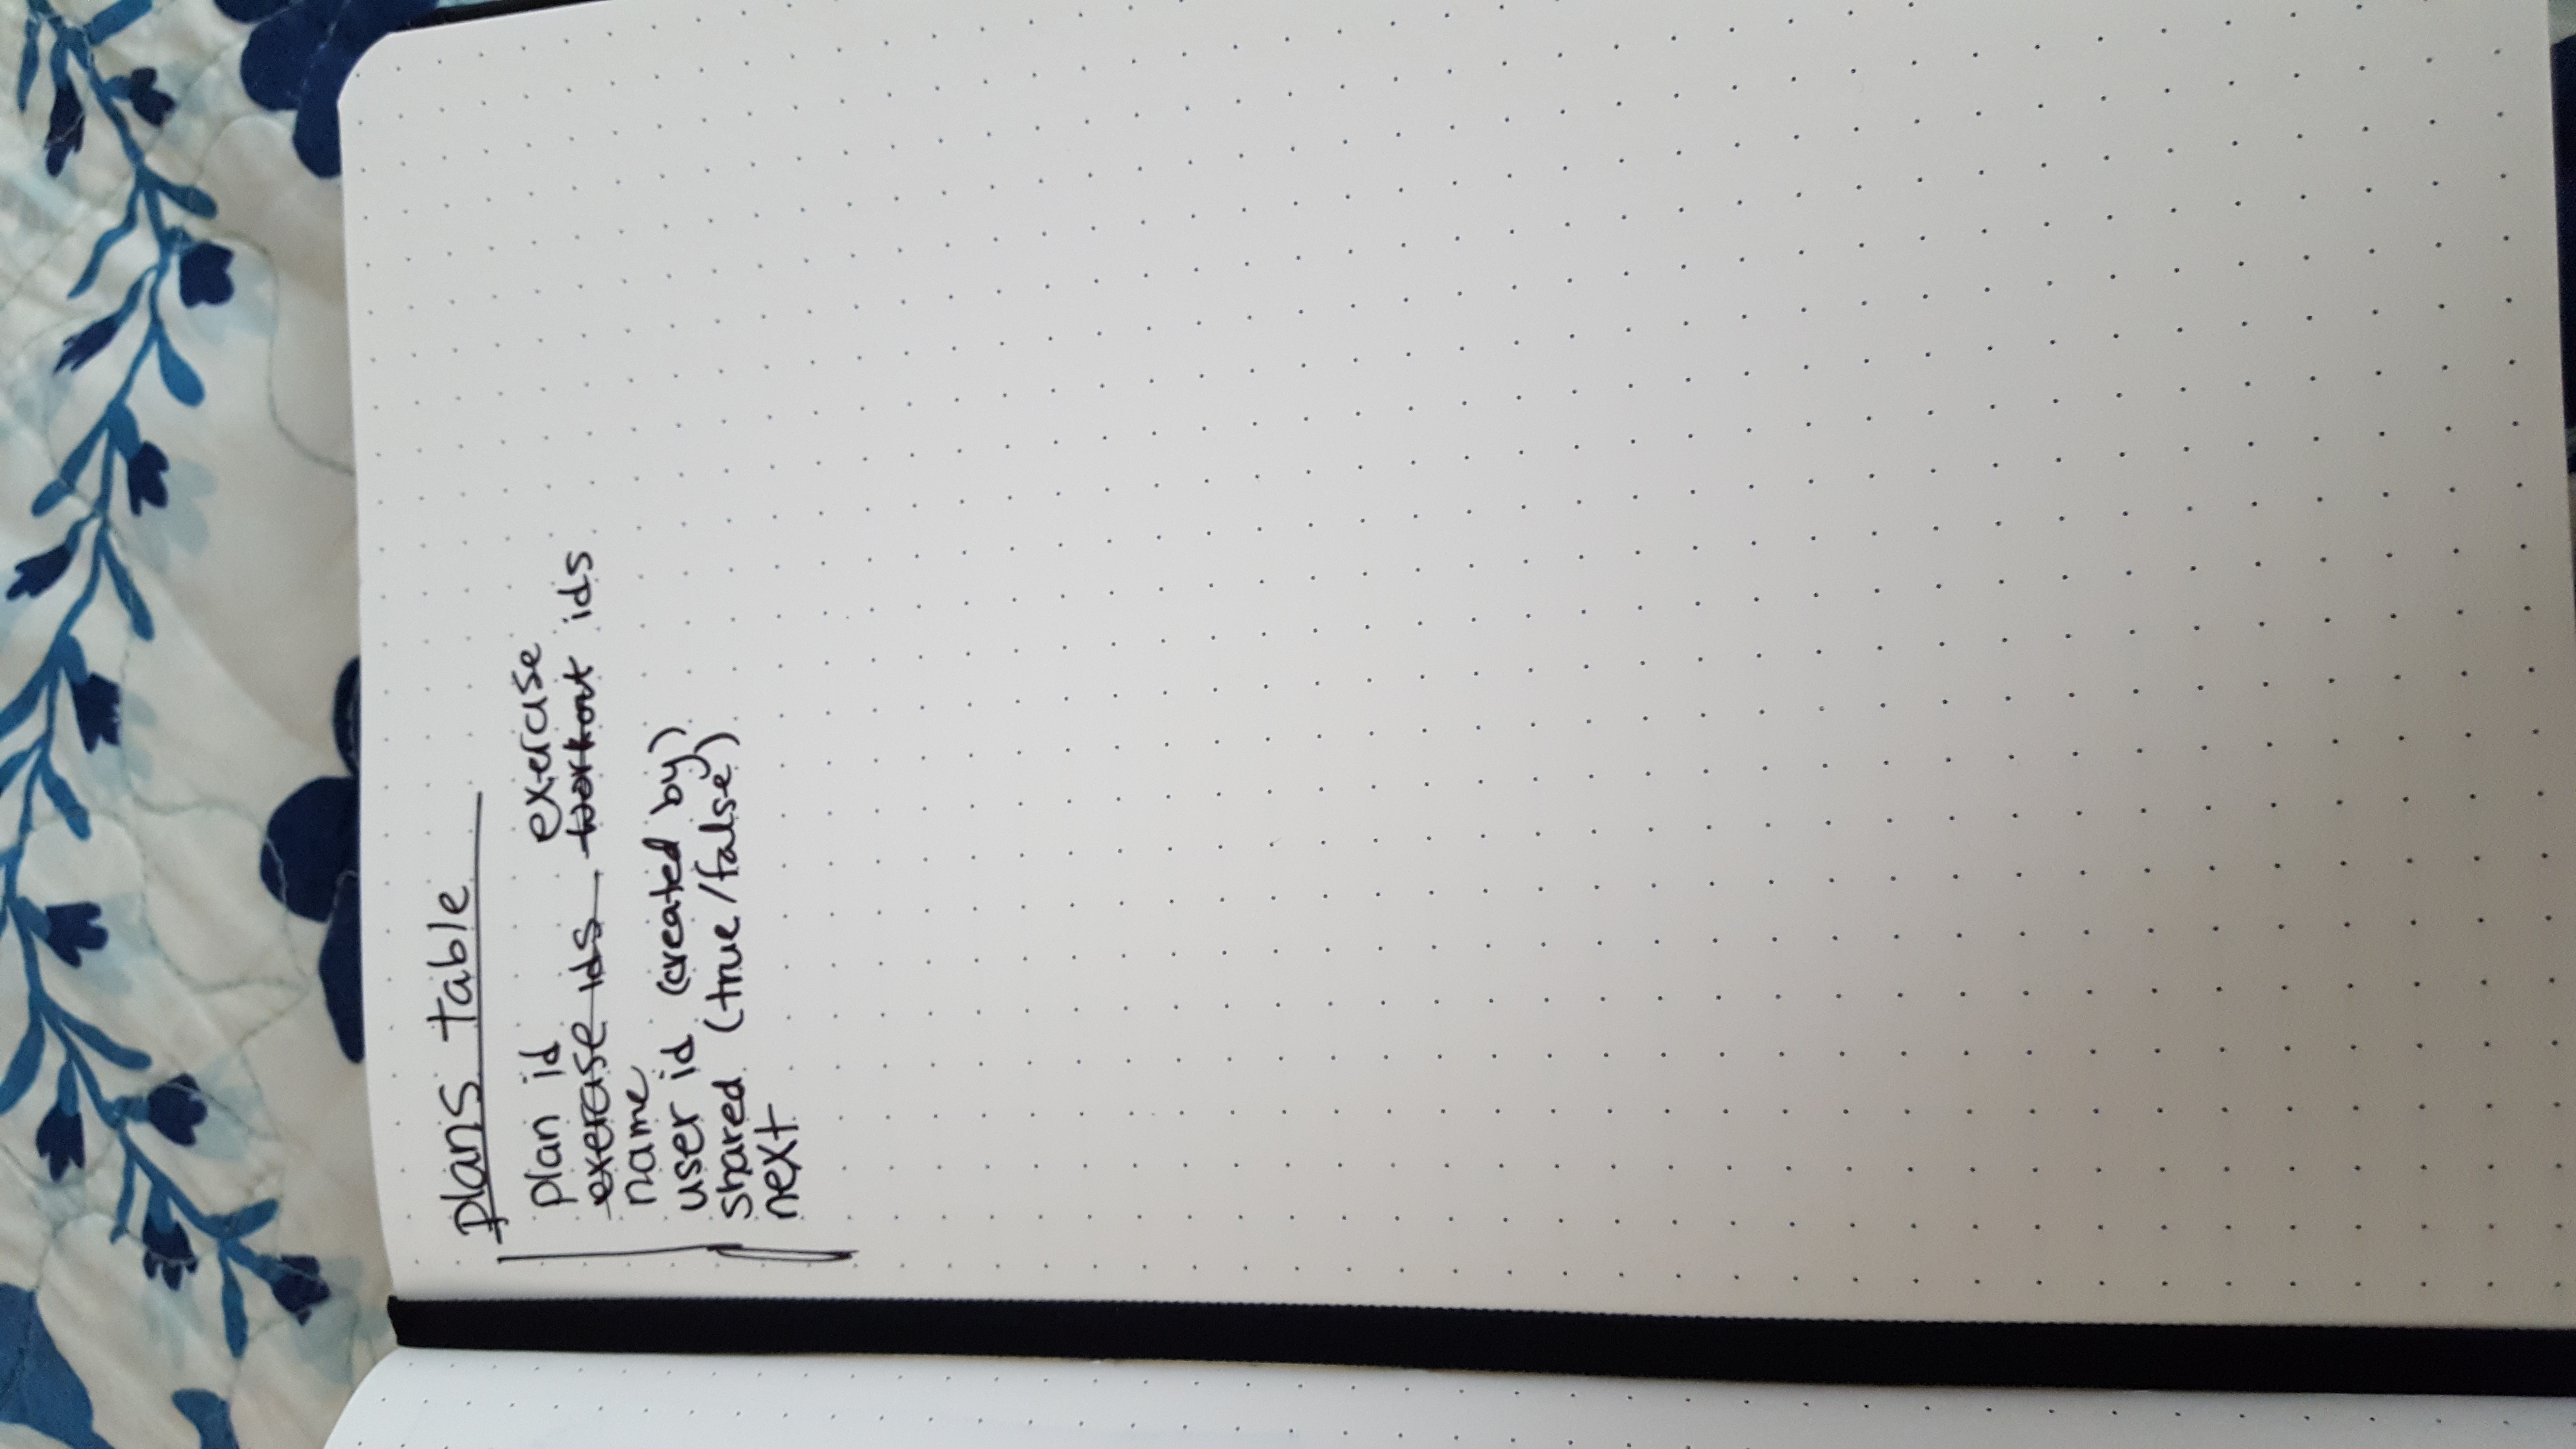 plans table
plan id
exercise
exercise ids workout ids
name
user id (created by)
shared (true/false)
next